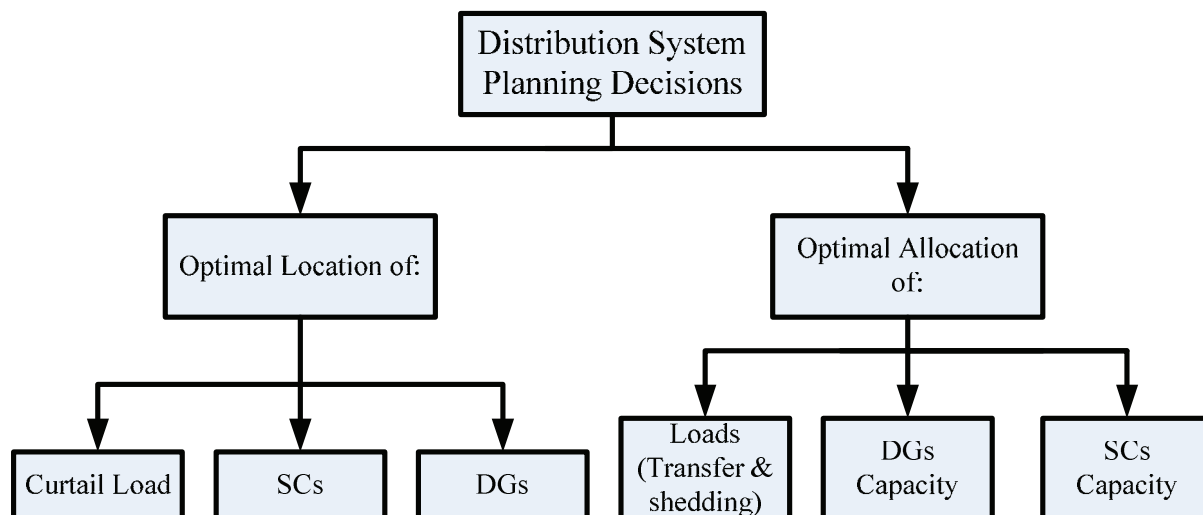 Distribution System
Planning Decisions
Optimal Location of:
Optimal Allocation
of:
Curtail Load
SCs
DGs
Loads
(Transfer &
shedding)
DGs
Capacity
SCs
Capacity